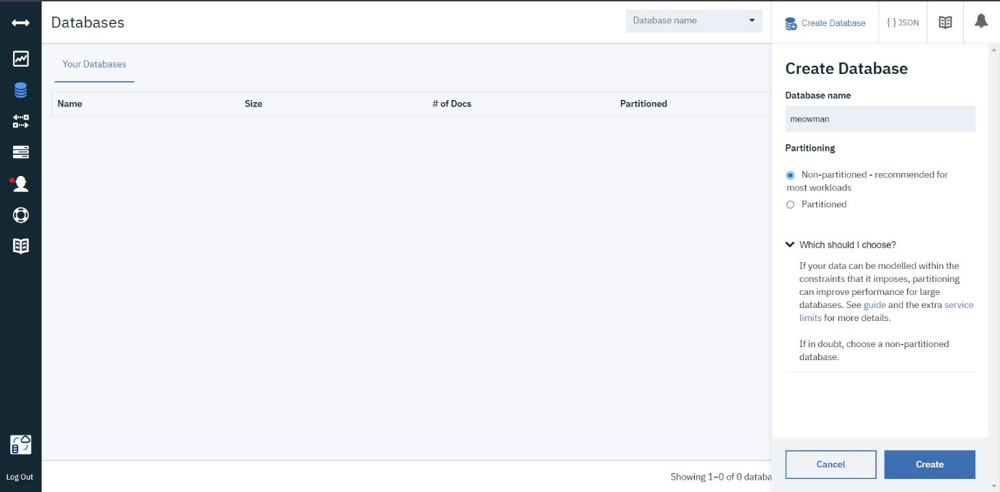 Databases
Database name
Create Database
{ } JSON
Your Databases
Name Size # of Docs Partitioned
Create Database
Database name
meowman
Partitioning
Non-partitioned - recommended for
most workloads
Partitioned
Which should I choose?
If your data can be modelled within the
constraints that it imposes, partitioning
can improve performance for large
databases. See guide and the extra service
limits for more details.
If in doubt, choose a non-partitioned
database.
Cancel
Create
Log Out
Showing 1–0 of 0 databa